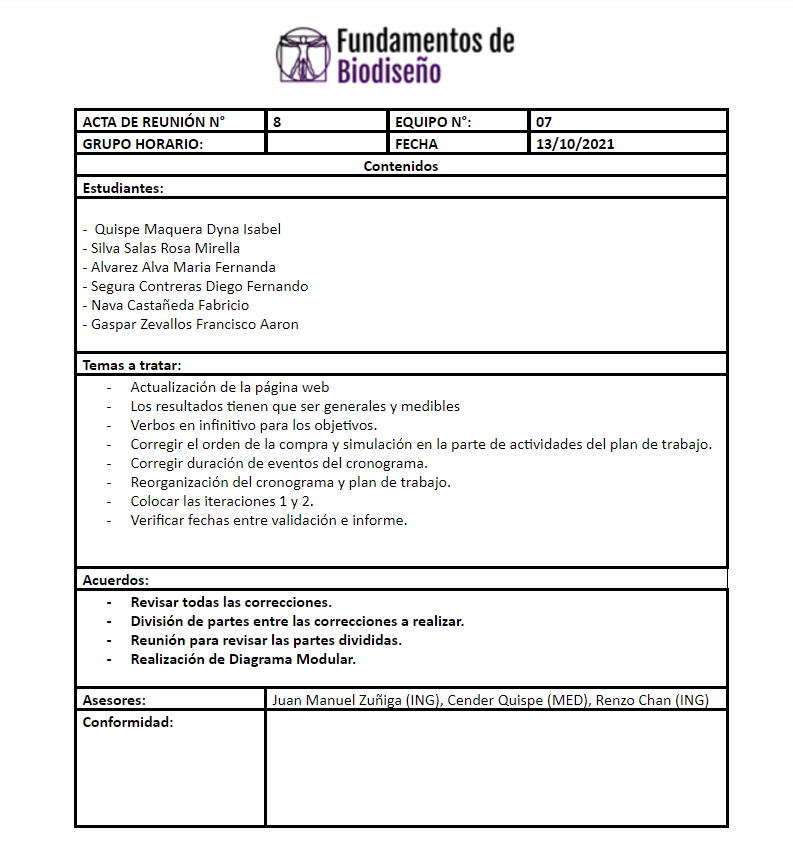 Fundamentos de
Biodiseño
ACTA DE REUNIÓN N° 8 EQUIPO N°: 07
GRUPO HORARIO: FECHA 13/10/2021
Contenidos
Estudiantes:
- Quispe Maquera Dyna Isabel
- Silva Salas Rosa Mirella
- Alvarez Alva Maria Fernanda
- Segura Contreras Diego Fernando
- Nava Castañeda Fabricio
- Gaspar Zevallos Francisco Aaron
Temas a tratar:
- Actualización de la página web
- Los resultados tienen que ser generales y medibles
- Verbos en infinitivo para los objetivos.
- Corregir el orden de la compra y simulación en la parte de actividades del plan de trabajo.
- Corregir duración de eventos del cronograma.
- Reorganización del cronograma y plan de trabajo.
- Colocar las iteraciones 1 y 2.
- Verificar fechas entre validación e informe.
Acuerdos:
- Revisar todas las correcciones.
- División de partes entre las correcciones a realizar.
- Reunión para revisar las partes divididas.
- Realización de Diagrama Modular.
Asesores: Juan Manuel Zuñiga (ING), Cender Quispe (MED), Renzo Chan (ING)
Conformidad: